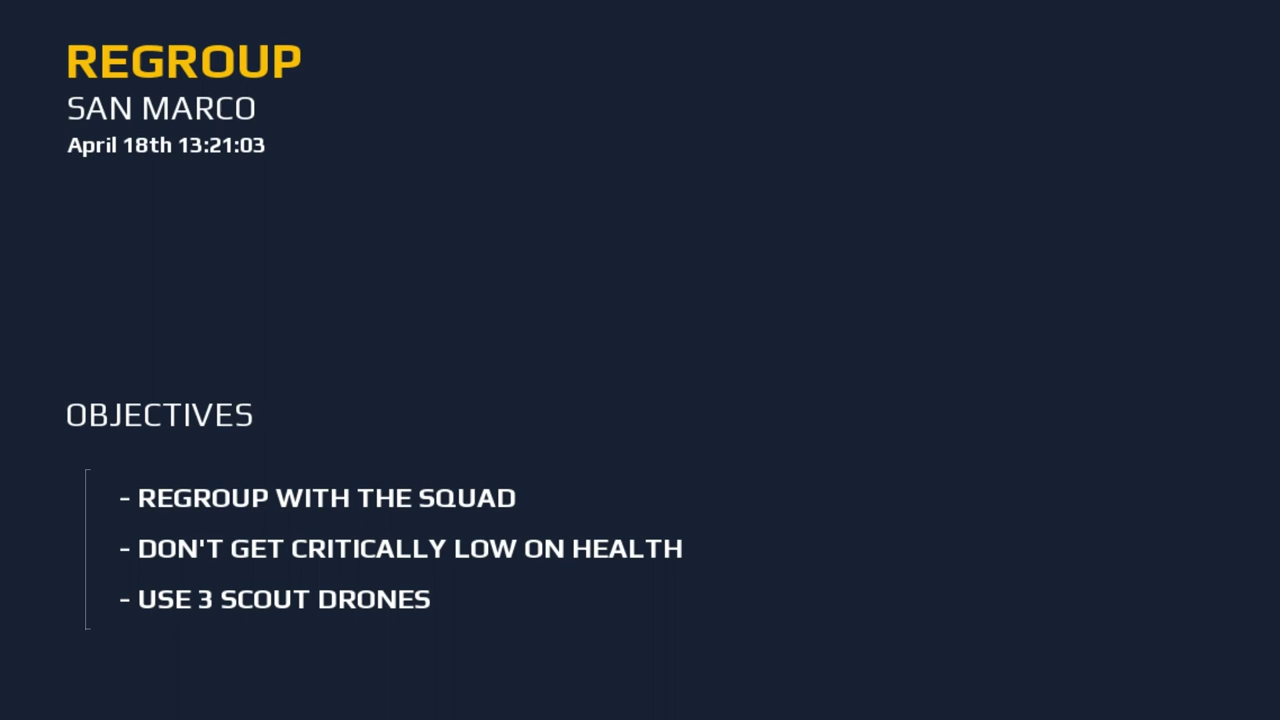 REGROUP
SAN MARCO
April 18th 13:21:03
OBJECTIVES
- REGROUP WITH THE SQUAD
- DON'T GET CRITICALLY LOW ON HEALTH
- USE 3 SCOUT DRONES